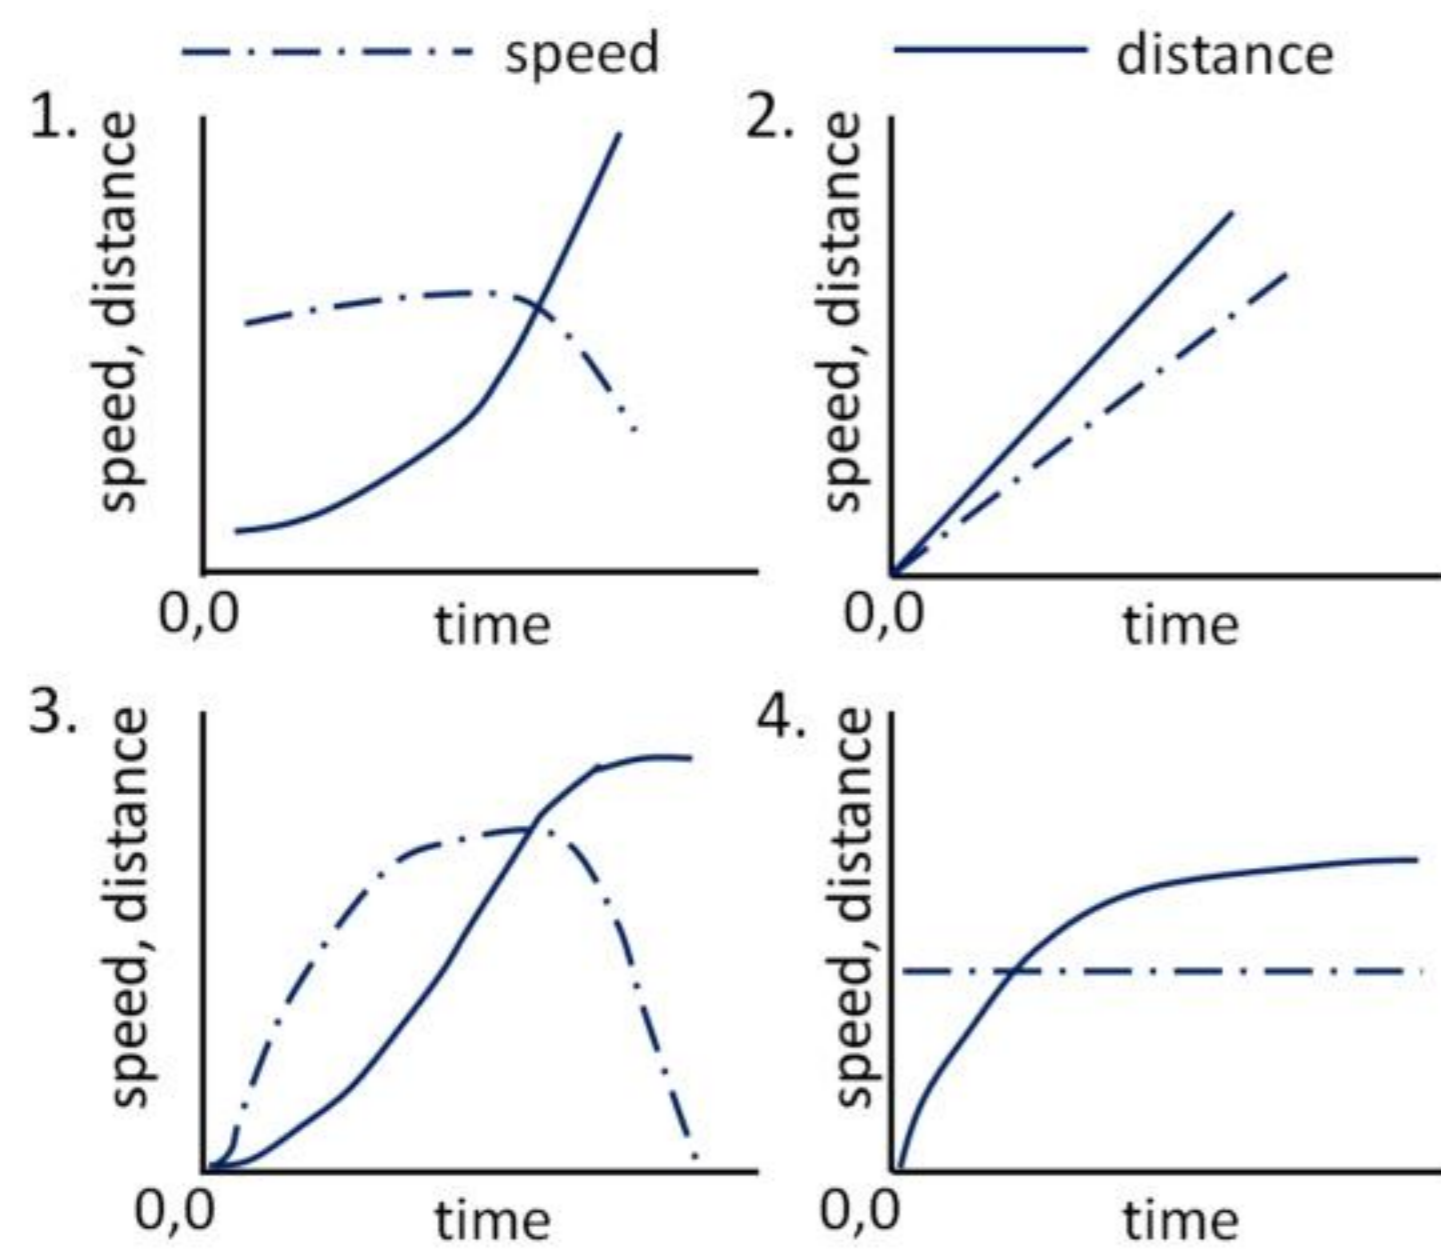 speed
distance
1.
speed, distance
0,0
time
2.
speed, distance
0,0
time
3.
speed, distance
0,0
time
4.
speed, distance
0,0
time